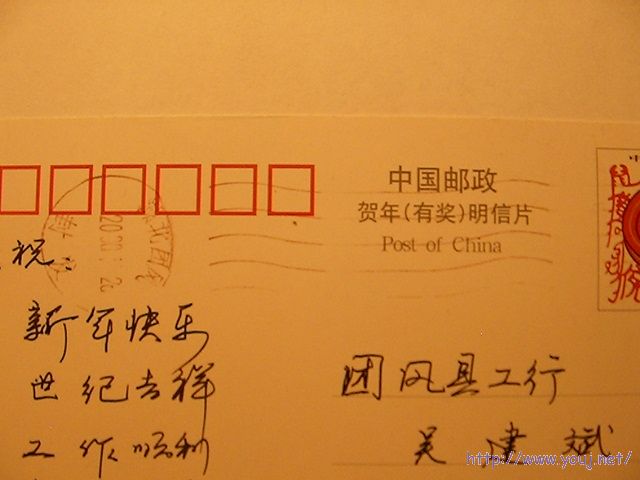 中国邮政
贺年(有奖)明信片
Post of China
祝:
新年快乐
世纪吉祥
工作顺利
团风县工行
吴建斌
http://www.youj.net/